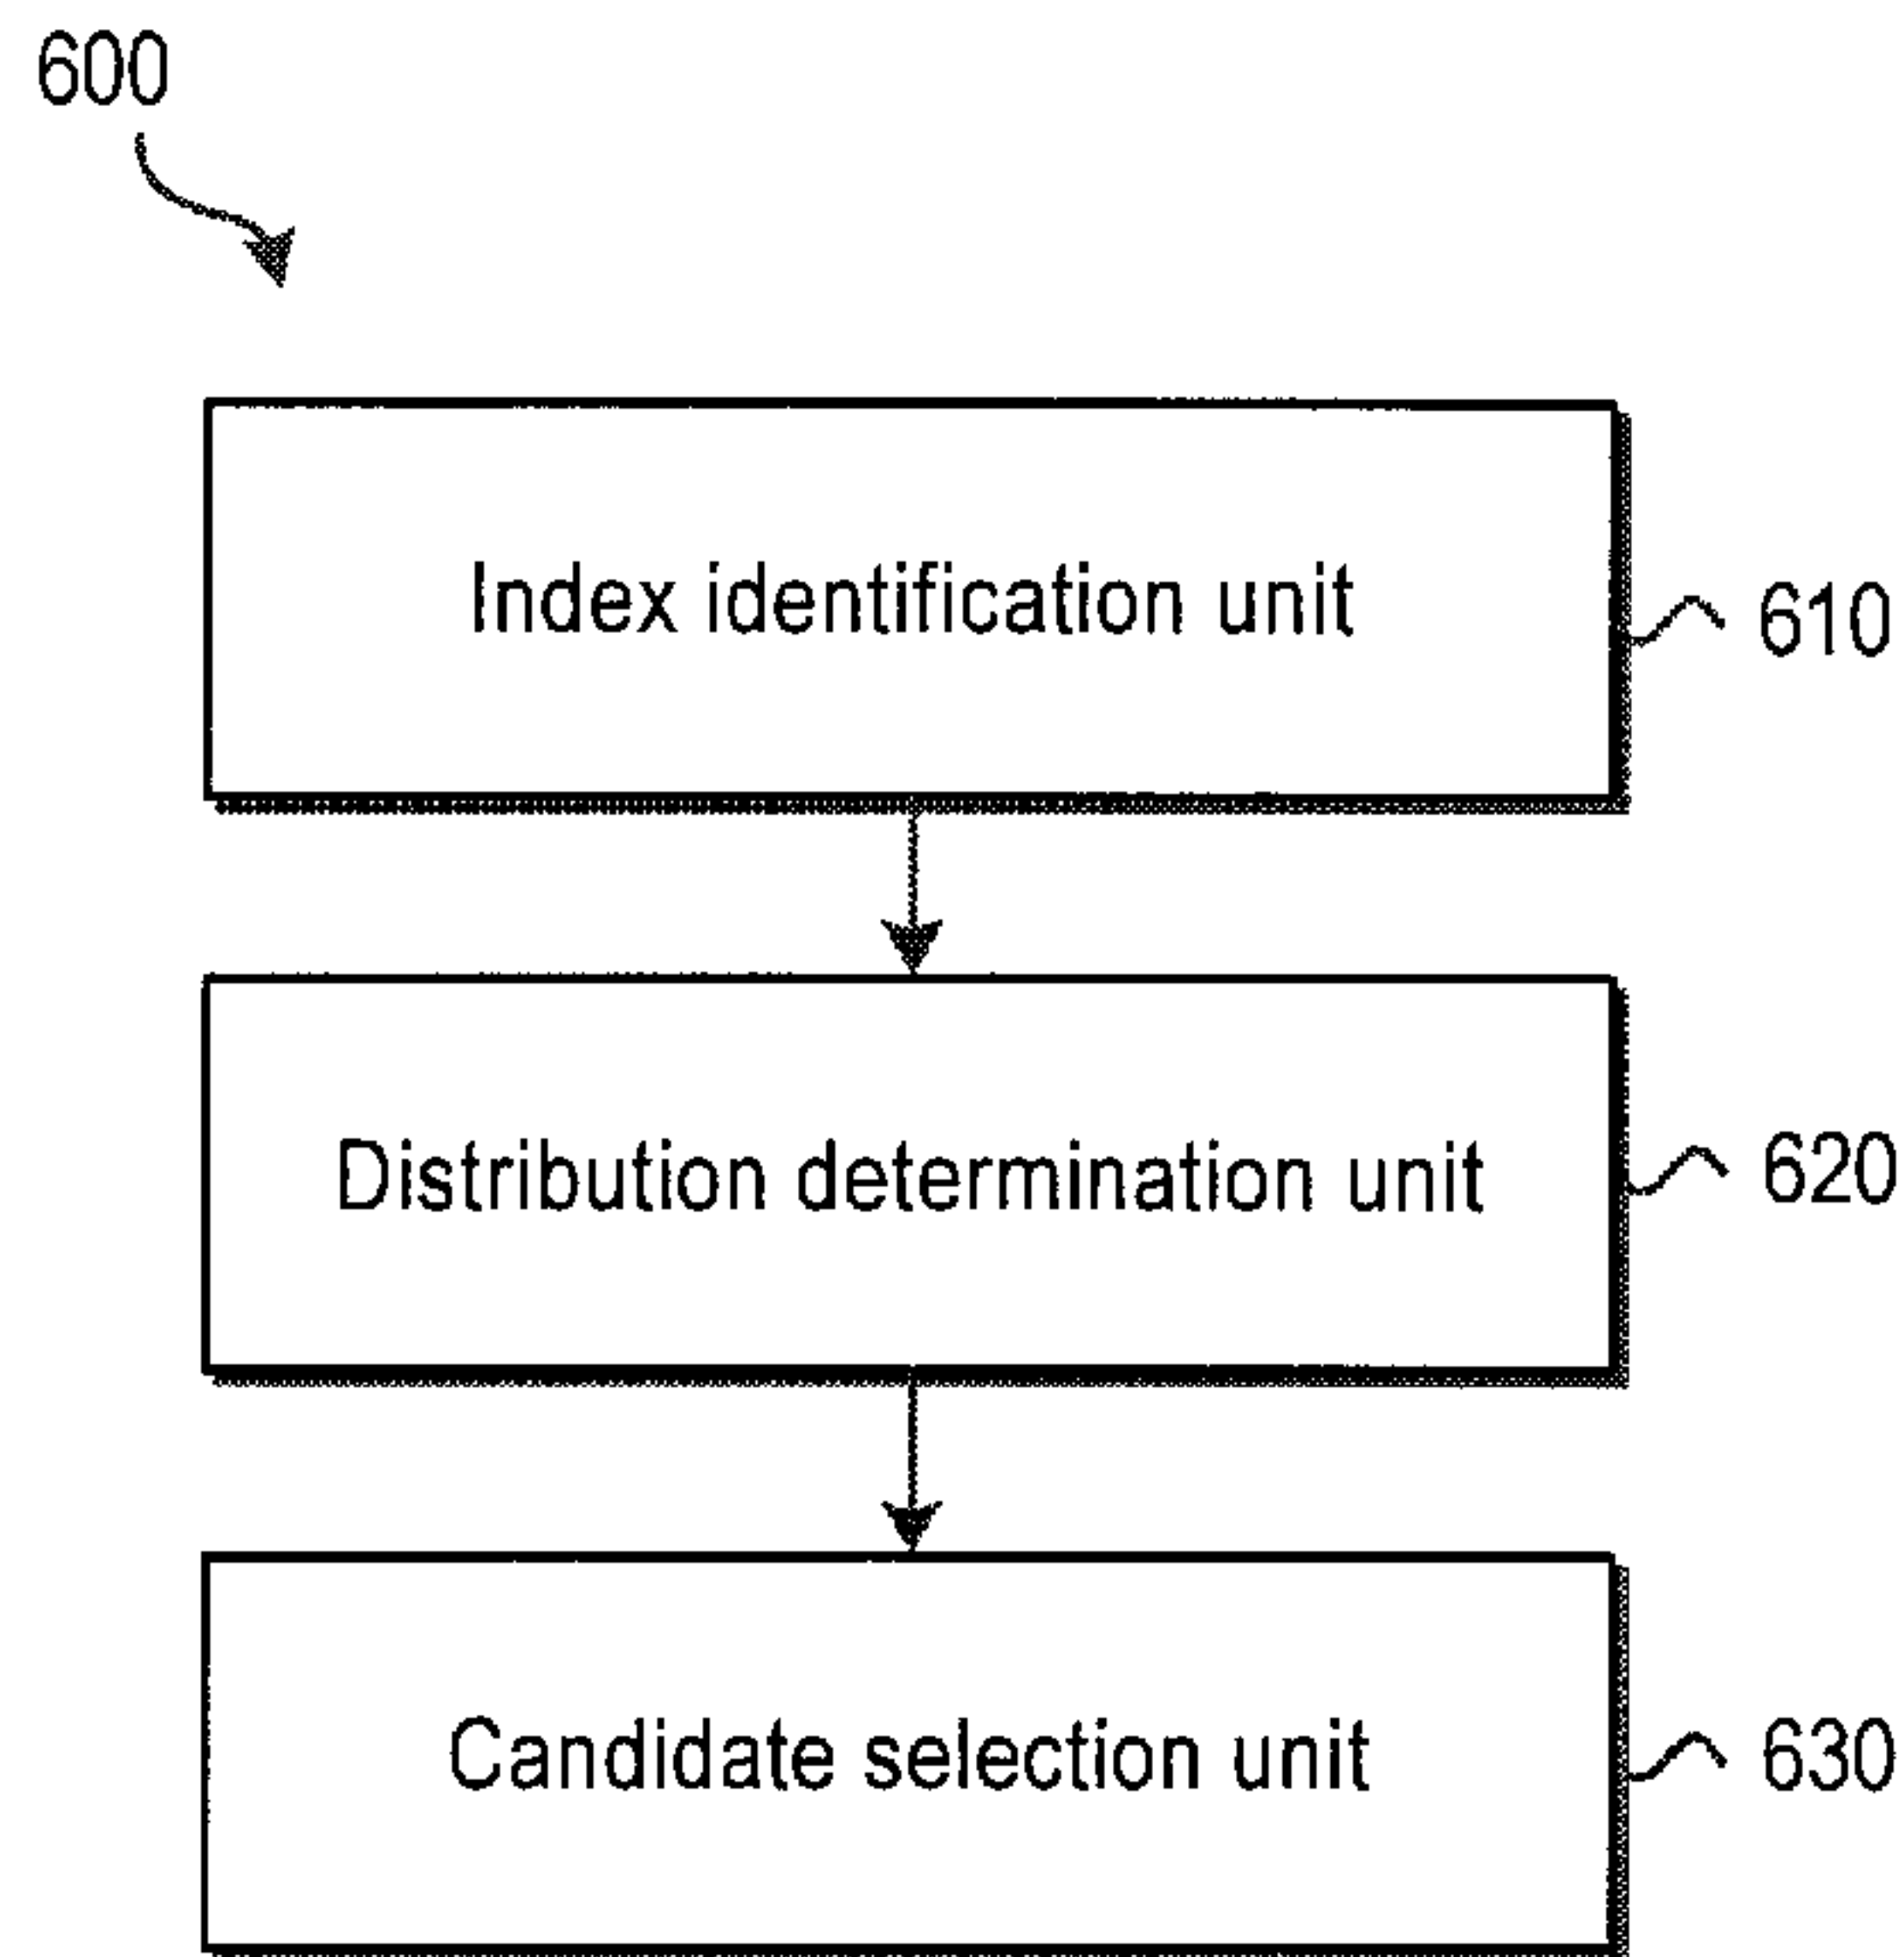 600
Index identification unit
610
Distribution determination unit
620
Candidate selection unit
630